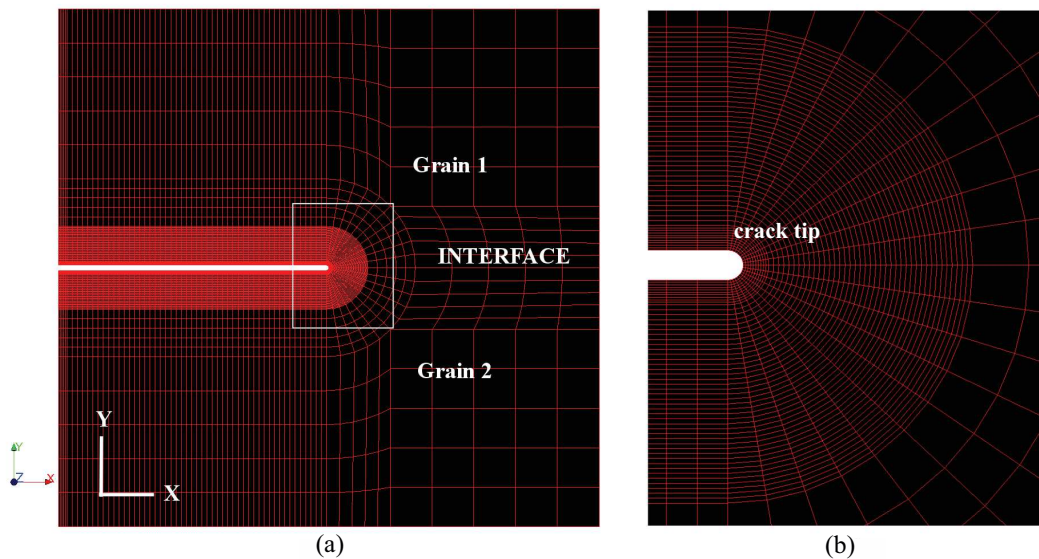 Grain 1
INTERFACE
Grain 2
Y
X
Y
Z
X
(a)
crack tip
(b)